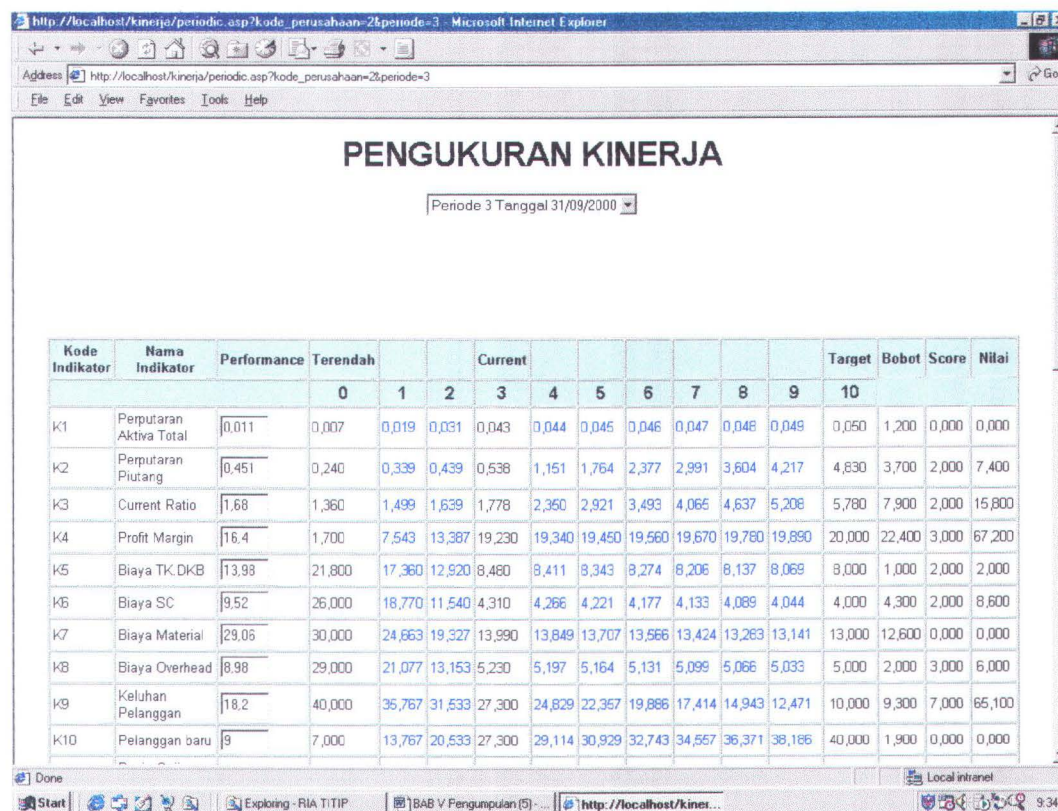 http://localhost/kinerja/periodic.asp?kode_perusahaan=2&periode=3 - Microsoft Internet Explorer
Address http://localhost/kinerja/periodic.asp?kode_perusahaan=2&periode=3 Go
File Edit View Favorites Tools Help
PENGUKURAN KINERJA
Periode 3 Tanggal 31/09/2000
Kode Indikator Nama Indikator Performance Terendah Current Target Bobot Score Nilai
0 1 2 3 4 5 6 7 8 9 10
K1 Perputaran Aktiva Total 0,011 0,007 0,019 0,031 0,043 0,044 0,045 0,046 0,047 0,048 0,049 0,050 1,200 0,000 0,000
K2 Perputaran Piutang 0,451 0,240 0,339 0,439 0,538 1,151 1,764 2,377 2,991 3,604 4,217 4,830 3,700 2,000 7,400
K3 Current Ratio 1,68 1,360 1,499 1,639 1,778 2,350 2,921 3,493 4,065 4,637 5,208 5,780 7,900 2,000 15,800
K4 Profit Margin 16,4 1,700 7,543 13,387 19,230 19,340 19,450 19,560 19,670 19,780 19,890 20,000 22,400 3,000 67,200
K5 Biaya TK.DKB 13,98 21,800 17,360 12,920 8,480 8,411 8,343 8,274 8,206 8,137 8,069 8,000 1,000 2,000 2,000
K6 Biaya SC 9,52 26,000 18,770 11,540 4,310 4,266 4,221 4,177 4,133 4,089 4,044 4,000 4,300 2,000 8,600
K7 Biaya Material 29,06 30,000 24,663 19,327 13,990 13,849 13,707 13,566 13,424 13,283 13,141 13,000 12,600 0,000 0,000
K8 Biaya Overhead 8,98 29,000 21,077 13,153 5,230 5,197 5,164 5,131 5,099 5,066 5,033 5,000 2,000 3,000 6,000
K9 Keluhan Pelanggan 18,2 40,000 35,767 31,533 27,300 24,829 22,357 19,886 17,414 14,943 12,471 10,000 9,300 7,000 65,100
K10 Pelanggan baru 9 7,000 13,767 20,533 27,300 29,114 30,929 32,743 34,557 36,371 38,186 40,000 1,900 0,000 0,000
Done Local intranet
Start Exploring - RIA TITIP BAB V Pengumpulan (5) - ... http://localhost/kiner...